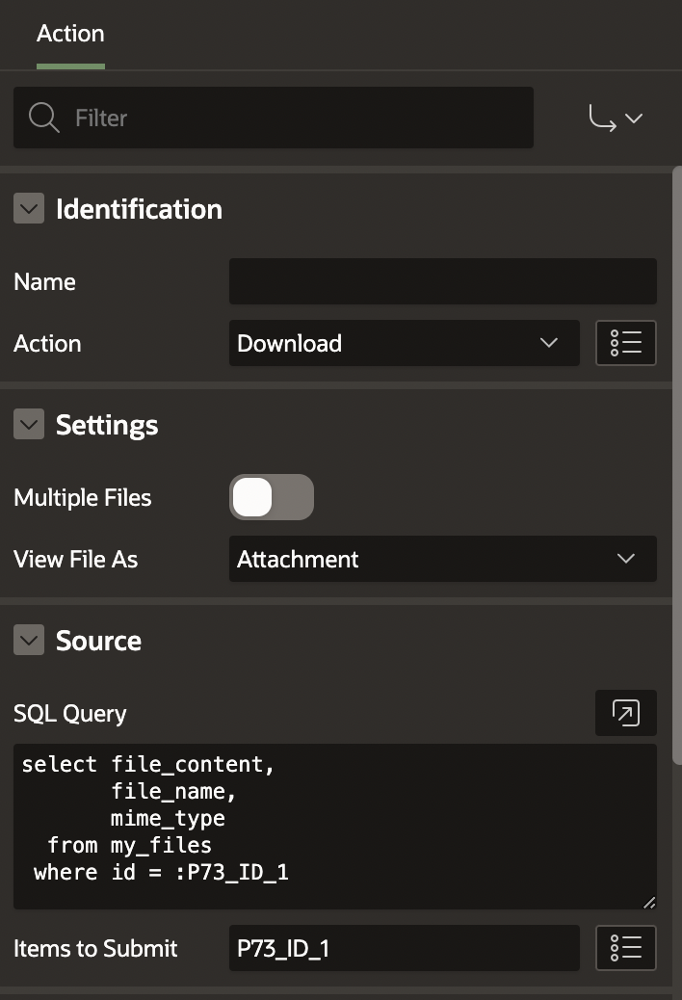 Action
Filter
Identification
Name
Action Download
Settings
Multiple Files
View File As Attachment
Source
SQL Query
select file_content,
file_name,
mime_type
from my_files
where id = :P73_ID_1
Items to Submit P73_ID_1